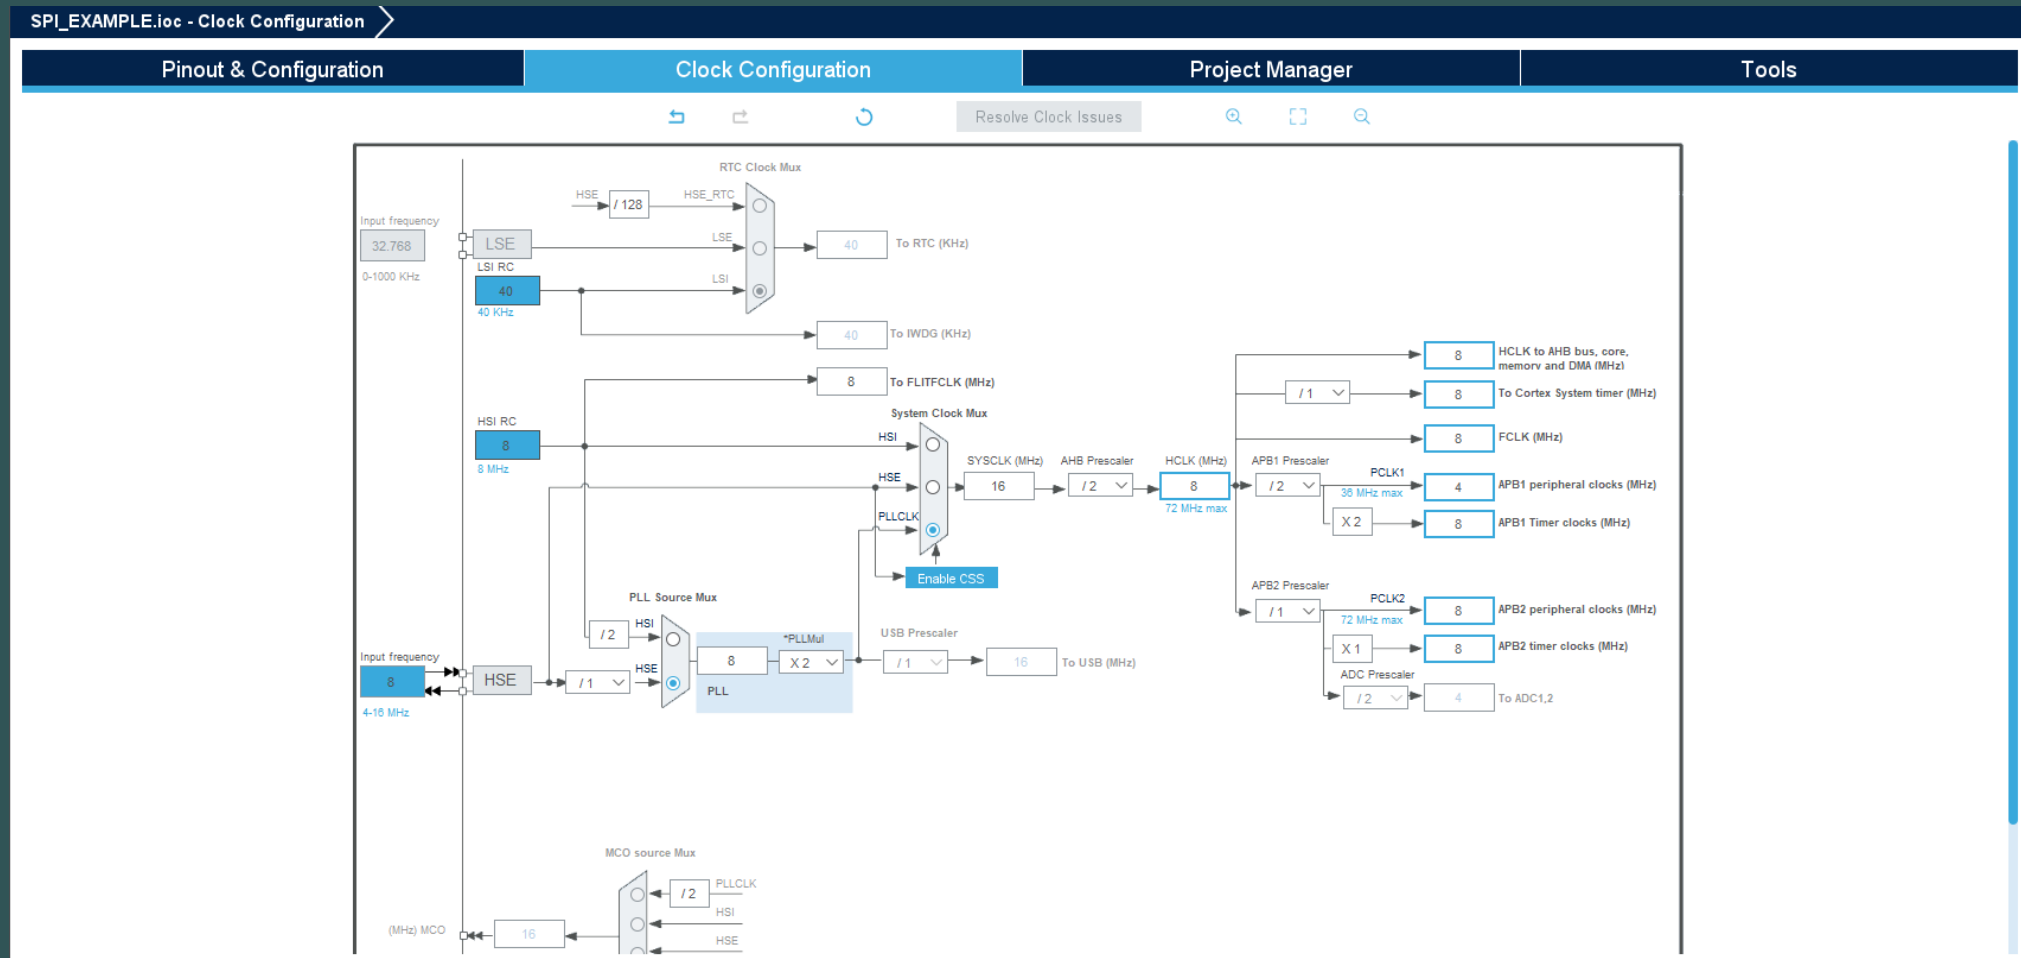 SPI_EXAMPLE.ioc - Clock Configuration
Pinout & Configuration
Clock Configuration
Project Manager
Tools
Resolve Clock Issues
RTC Clock Mux
HSE
/ 128
HSE_RTC
Input frequency
32.768
0-1000 KHz
LSE
LSE
40
To RTC (KHz)
LSI RC
40
40 KHz
LSI
40
To IWDG (KHz)
8
To FLITFCLK (MHz)
HSI RC
8
8 MHz
System Clock Mux
HSI
HSE
PLLCLK
Enable CSS
SYSCLK (MHz)
16
AHB Prescaler
/ 2
HCLK (MHz)
8
72 MHz max
8
HCLK to AHB bus, core,
memory and DMA (MHz)
/ 1
8
To Cortex System timer (MHz)
8
FCLK (MHz)
APB1 Prescaler
/ 2
PCLK1
36 MHz max
4
APB1 peripheral clocks (MHz)
X 2
8
APB1 Timer clocks (MHz)
APB2 Prescaler
/ 1
PCLK2
72 MHz max
8
APB2 peripheral clocks (MHz)
X 1
8
APB2 timer clocks (MHz)
ADC Prescaler
/ 2
4
To ADC1,2
PLL Source Mux
/ 2
HSI
Input frequency
8
4-16 MHz
HSE
/ 1
HSE
8
*PLLMul
X 2
PLL
USB Prescaler
/ 1
16
To USB (MHz)
MCO source Mux
/ 2
PLLCLK
HSI
HSE
(MHz) MCO
16